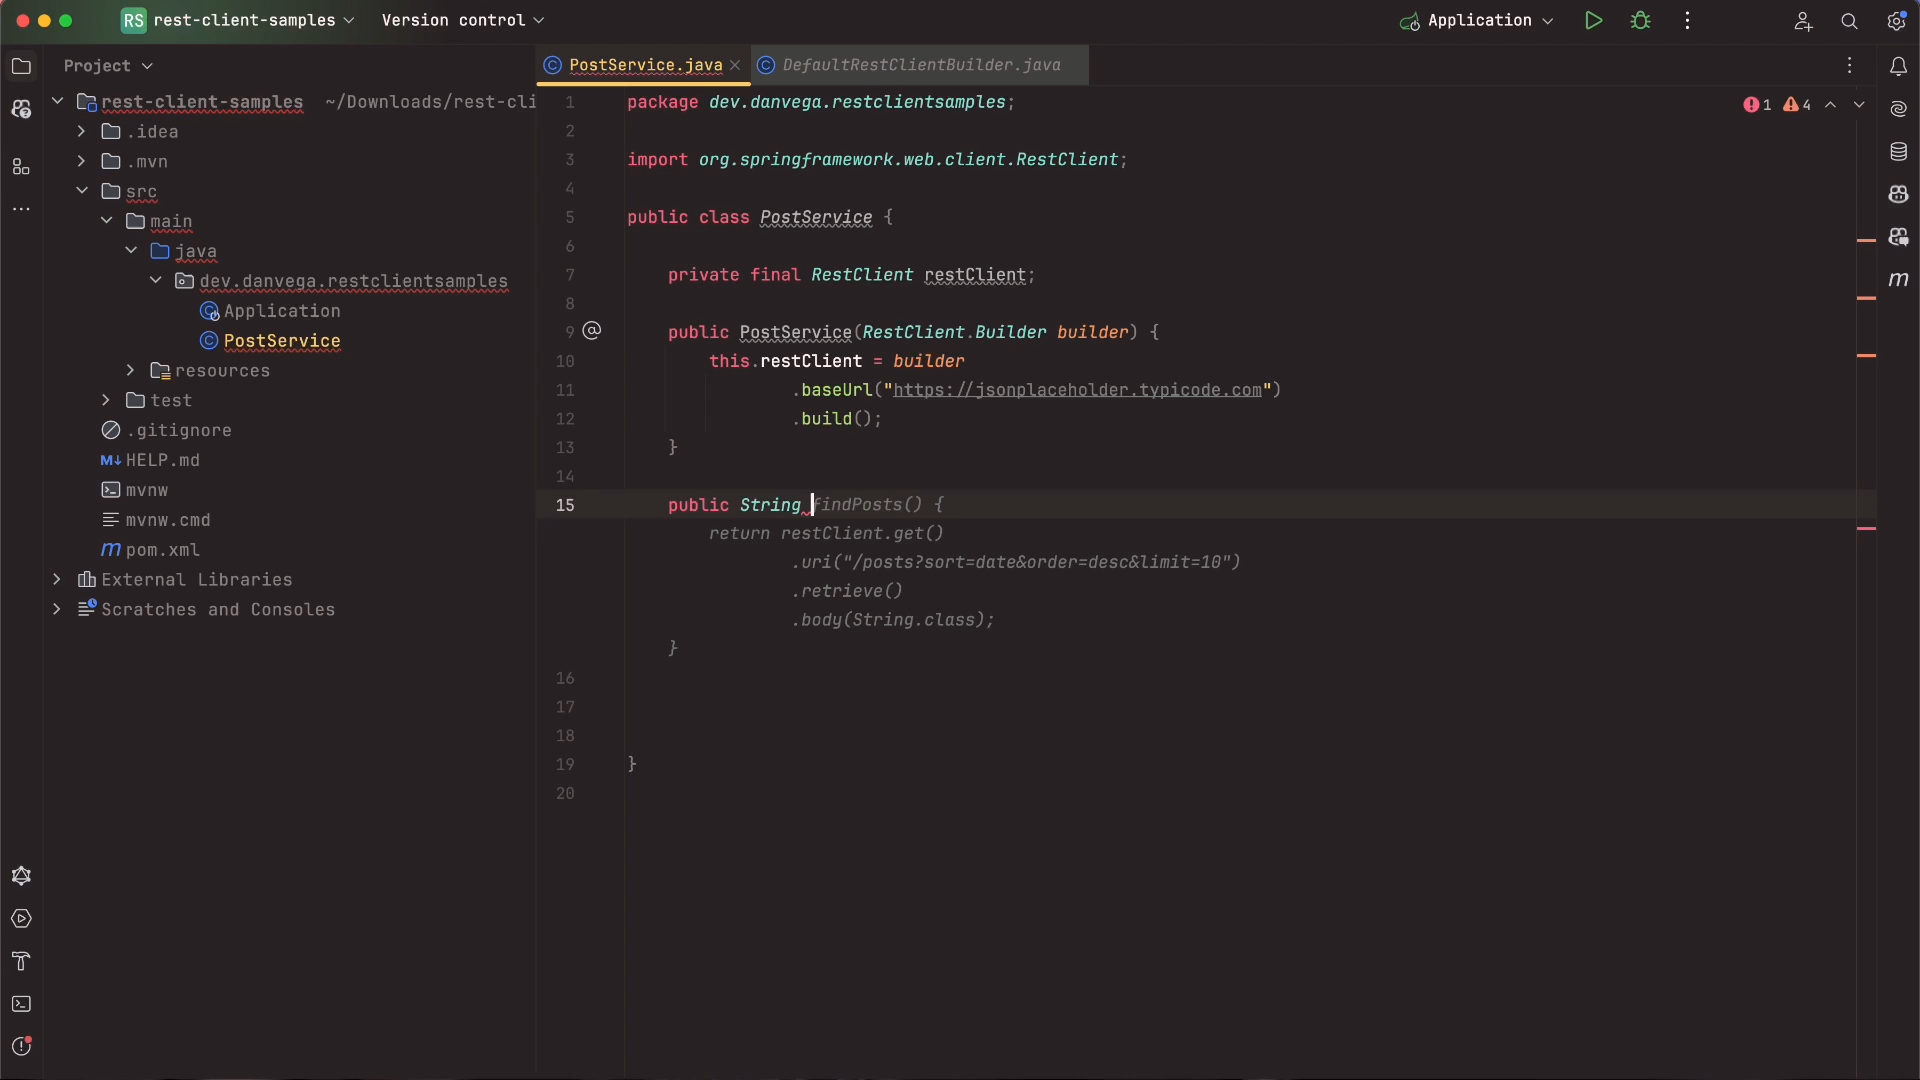 RS rest-client-samples Version control Application
Project
PostService.java DefaultRestClientBuilder.java
rest-client-samples ~/Downloads/rest-cli
.idea
.mvn
src
main
java
dev.danvega.restclientsamples
Application
PostService
resources
test
.gitignore
M↓ HELP.md
mvnw
mvnw.cmd
m pom.xml
External Libraries
Scratches and Consoles
1 package dev.danvega.restclientsamples;
1 4
2
3 import org.springframework.web.client.RestClient;
4
5 public class PostService {
6
7 private final RestClient restClient;
8
9 @ public PostService(RestClient.Builder builder) {
10 this.restClient = builder
11 .baseUrl("https://jsonplaceholder.typicode.com")
12 .build();
13 }
14
15 public String findPosts() {
return restClient.get()
.uri("/posts?sort=date&order=desc&limit=10")
.retrieve()
.body(String.class);
}
16
17
18
19 }
20
m